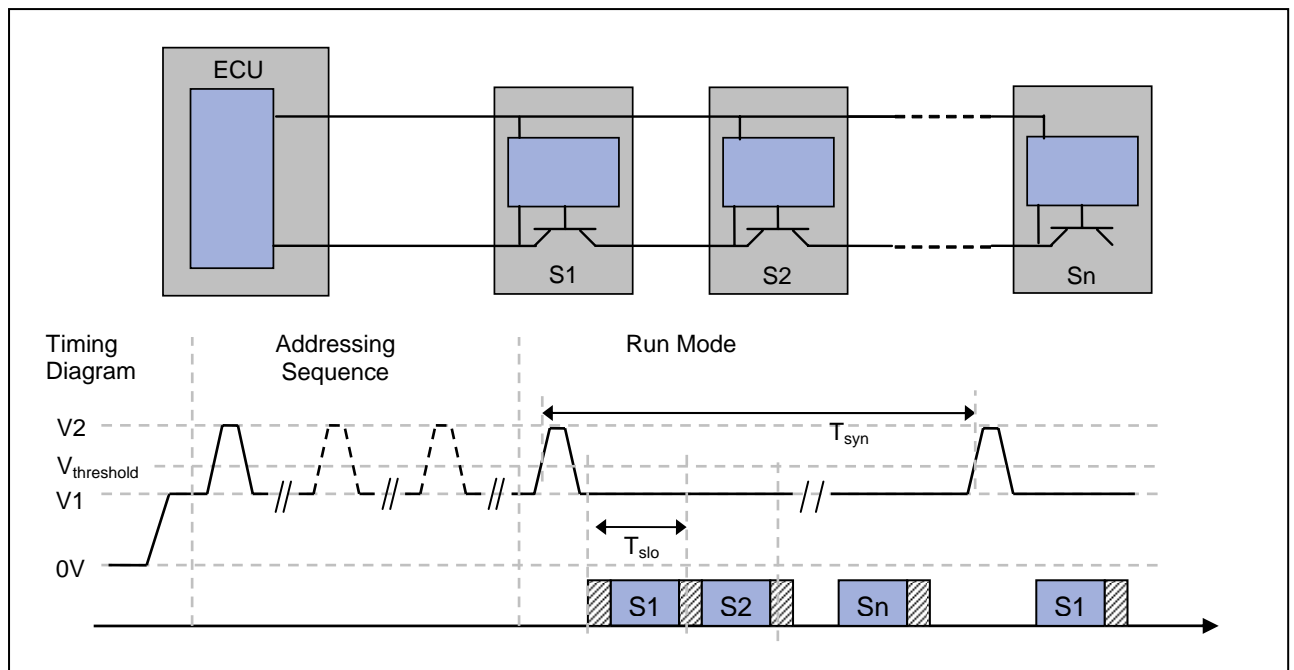 ECU
S1
S2
Sn
Timing
Diagram
Addressing
Sequence
Run Mode
V2
Vthreshold
V1
0V
Tsyn
Tslo
S1
S2
Sn
S1